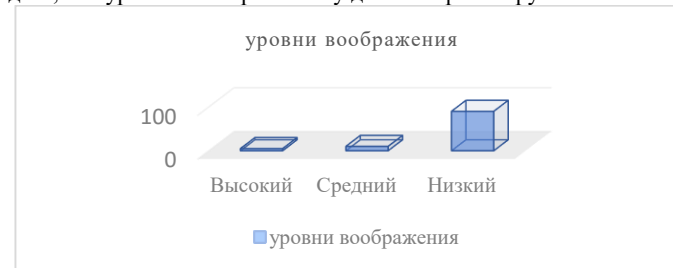 уровни воображения
100
0
Высокий Средний Низкий
уровни воображения